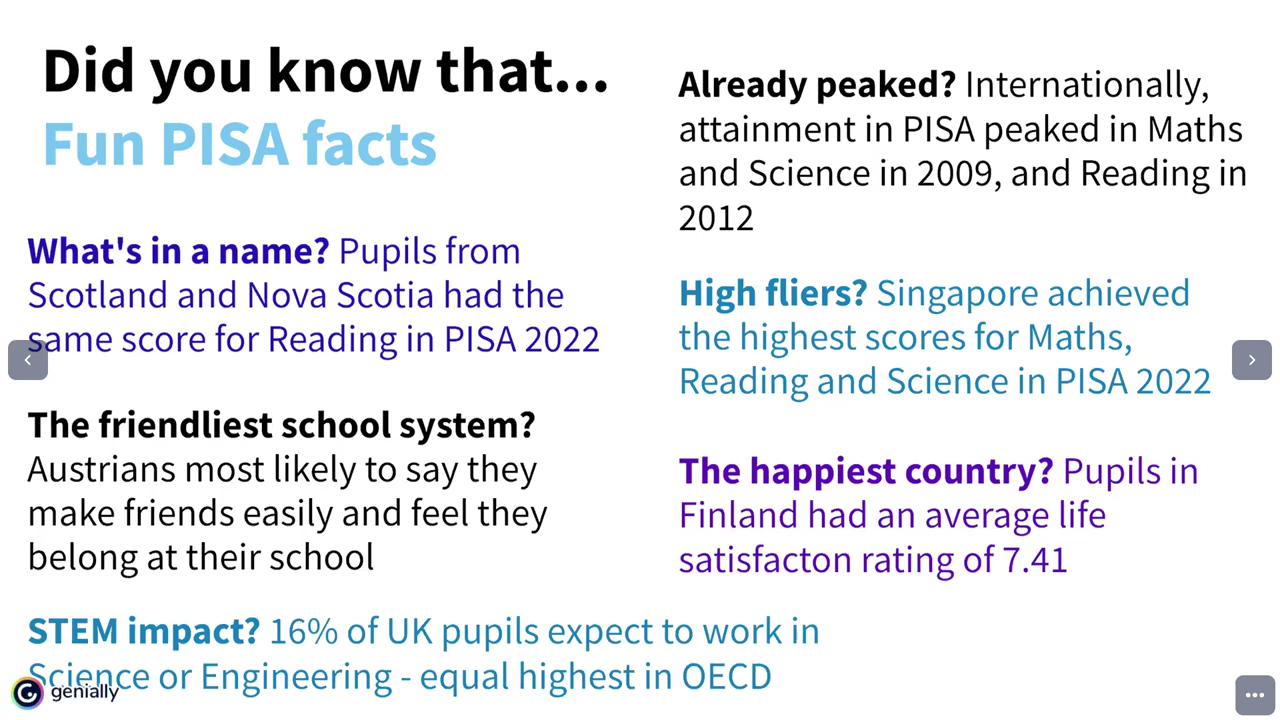 Did you know that...
Fun PISA facts
What's in a name? Pupils from
Scotland and Nova Scotia had the
same score for Reading in PISA 2022
The friendliest school system?
Austrians most likely to say they
make friends easily and feel they
belong at their school
STEM impact? 16% of UK pupils expect to work in
Science or Engineering - equal highest in OECD
Already peaked? Internationally,
attainment in PISA peaked in Maths
and Science in 2009, and Reading in
2012
High fliers? Singapore achieved
the highest scores for Maths,
Reading and Science in PISA 2022
The happiest country? Pupils in
Finland had an average life
satisfacton rating of 7.41
genially